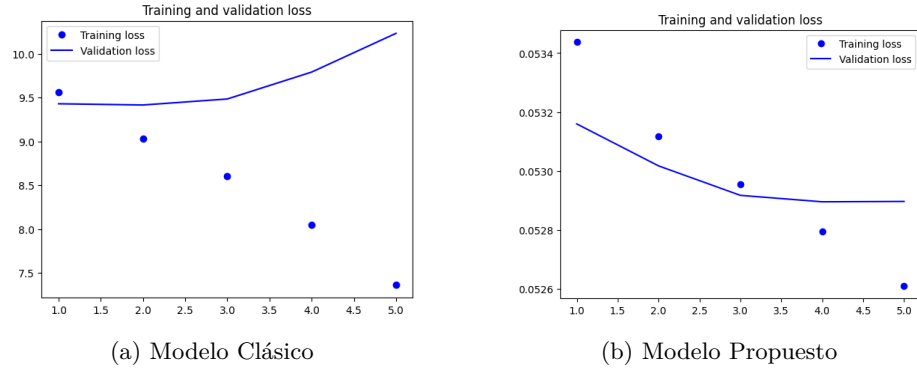 Training and validation loss
Training loss
Validation loss
10.0
9.5
9.0
8.5
8.0
7.5
1.0 1.5 2.0 2.5 3.0 3.5 4.0 4.5 5.0
(a) Modelo Clásico
Training and validation loss
Training loss
Validation loss
0.0534
0.0532
0.0530
0.0528
0.0526
1.0 1.5 2.0 2.5 3.0 3.5 4.0 4.5 5.0
(b) Modelo Propuesto